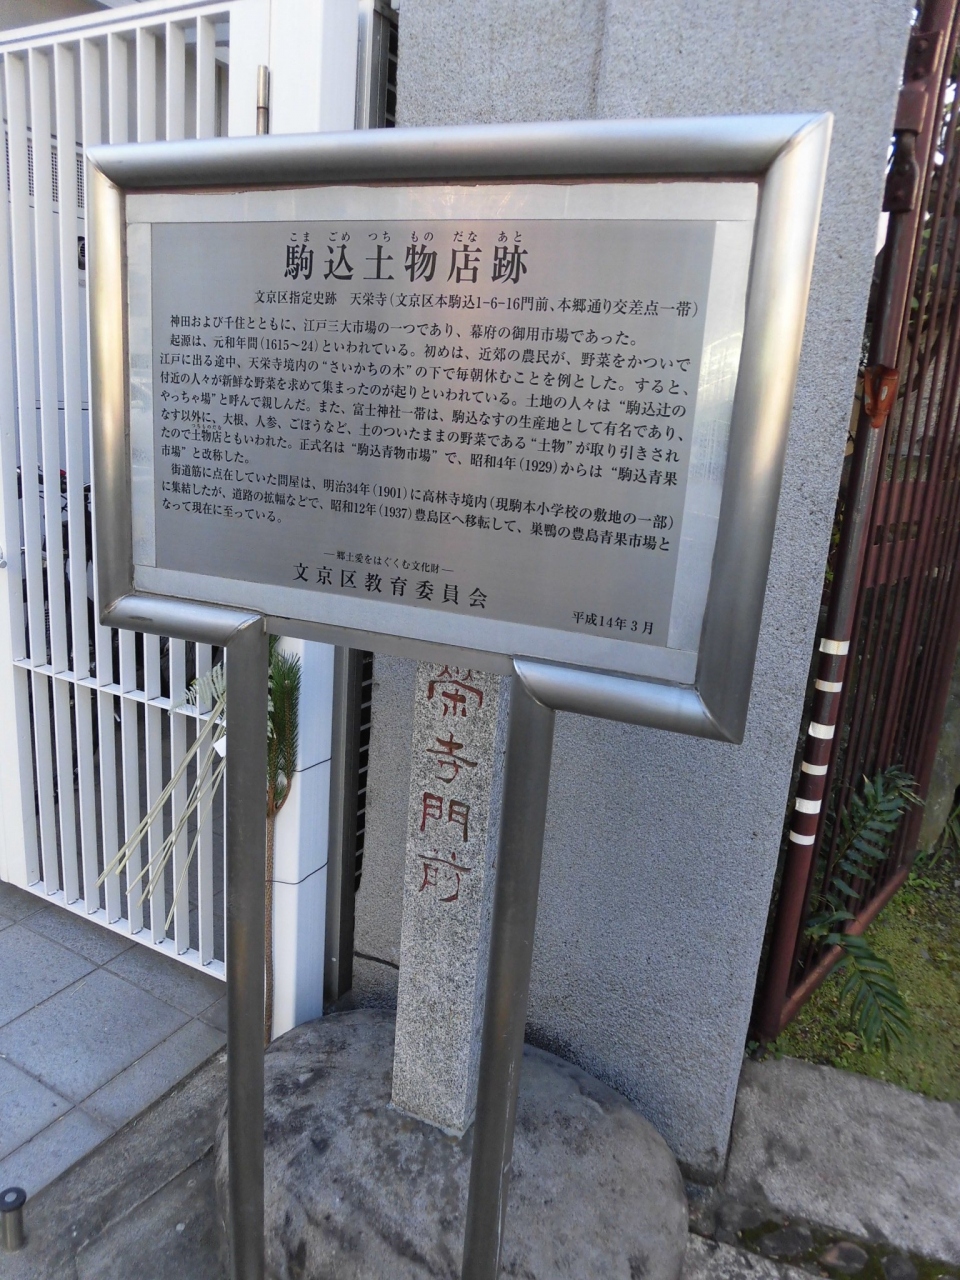 こま ごめ つち もの だな あと
駒込土物店跡
文京区指定史跡　天栄寺（文京区本駒込1-6-16門前、本郷通り交差点一帯）
神田および千住とともに、江戸三大市場の一つであり、幕府の御用市場であった。
起源は、元和年間（1615〜24）といわれている。初めは、近郊の農民が、野菜をかついで
江戸に出る途中、天栄寺境内の“さいかちの木”の下で毎朝休むことを例とした。すると、
付近の人々が新鮮な野菜を求めて集まったのが起りといわれている。土地の人々は“駒込辻の
やっちゃ場”と呼んで親しんだ。また、富士神社一帯は、駒込なすの生産地として有名であり、
なす以外に、大根、人参、ごぼうなど、土のついたままの野菜である“土物”が取り引きされ
たので土物店ともいわれた。正式名は“駒込青物市場”で、昭和4年（1929）からは“駒込青果
市場”と改称した。
街道筋に点在していた問屋は、明治34年（1901）に高林寺境内（現駒本小学校の敷地の一部）
に集結したが、道路の拡幅などで、昭和12年（1937）豊島区へ移転して、巣鴨の豊島青果市場と
なって現在に至っている。
―郷土愛をはぐくむ文化財―
文京区教育委員会
平成14年3月
榮寺門前